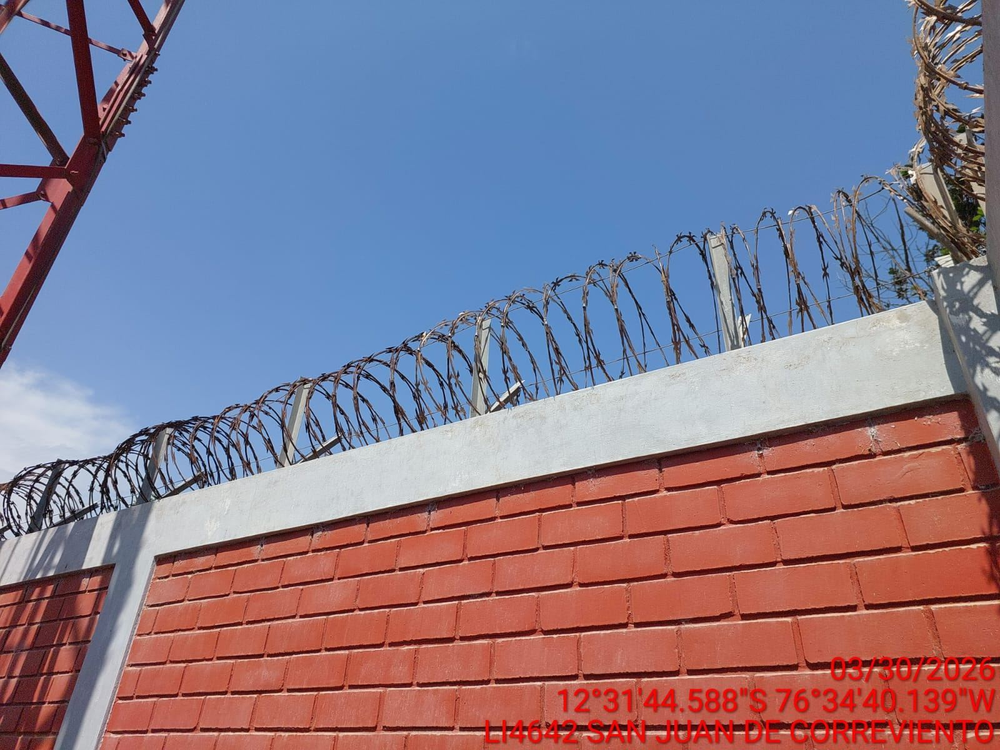 03/30/2026
12°31'44.588"S 76°34'40.139"W
LI4642 SAN JUAN DE CORREVIENTO